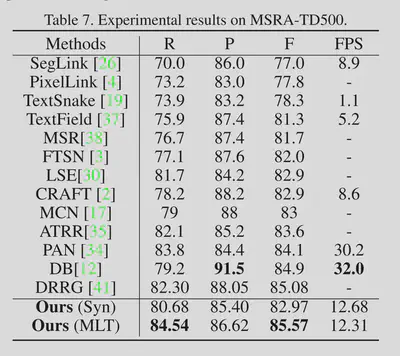 Table 7. Experimental results on MSRA-TD500.
Methods R P F FPS
SegLink [26] 70.0 86.0 77.0 8.9
PixelLink [4] 73.2 83.0 77.8 -
TextSnake [19] 73.9 83.2 78.3 1.1
TextField [37] 75.9 87.4 81.3 5.2
MSR[38] 76.7 87.4 81.7 -
FTSN [3] 77.1 87.6 82.0 -
LSE[30] 81.7 84.2 82.9 -
CRAFT [2] 78.2 88.2 82.9 8.6
MCN [17] 79 88 83 -
ATRR[35] 82.1 85.2 83.6 -
PAN [34] 83.8 84.4 84.1 30.2
DB[12] 79.2 91.5 84.9 32.0
DRRG [41] 82.30 88.05 85.08 -
Ours (Syn) 80.68 85.40 82.97 12.68
Ours (MLT) 84.54 86.62 85.57 12.31